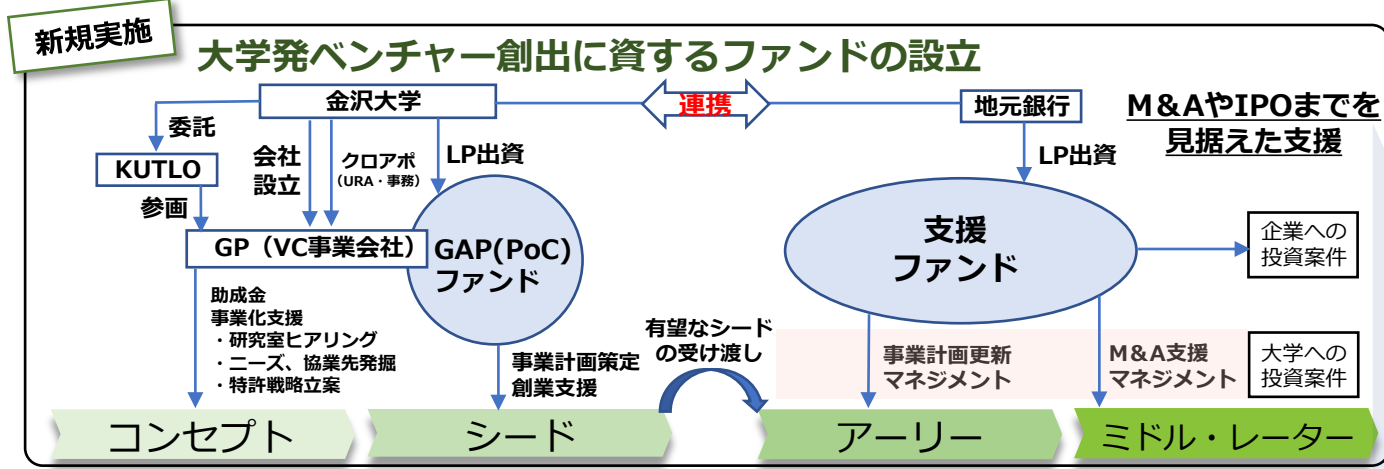 新規実施
大学発ベンチャー創出に資するファンドの設立
金沢大学
連携
地元銀行
M&AやIPOまでを
見据えた支援
委託
KUTLO
参画
会社
設立
クロアポ
（URA・事務）
LP出資
LP出資
GP（VC事業会社）
GAP(PoC)
ファンド
支援
ファンド
企業への
投資案件
助成金
事業化支援
・研究室ヒアリング
・ニーズ、協業先発掘
・特許戦略立案
事業計画策定
創業支援
有望なシード
の受け渡し
事業計画更新
マネジメント
M&A支援
マネジメント
大学への
投資案件
コンセプト
シード
アーリー
ミドル・レーター